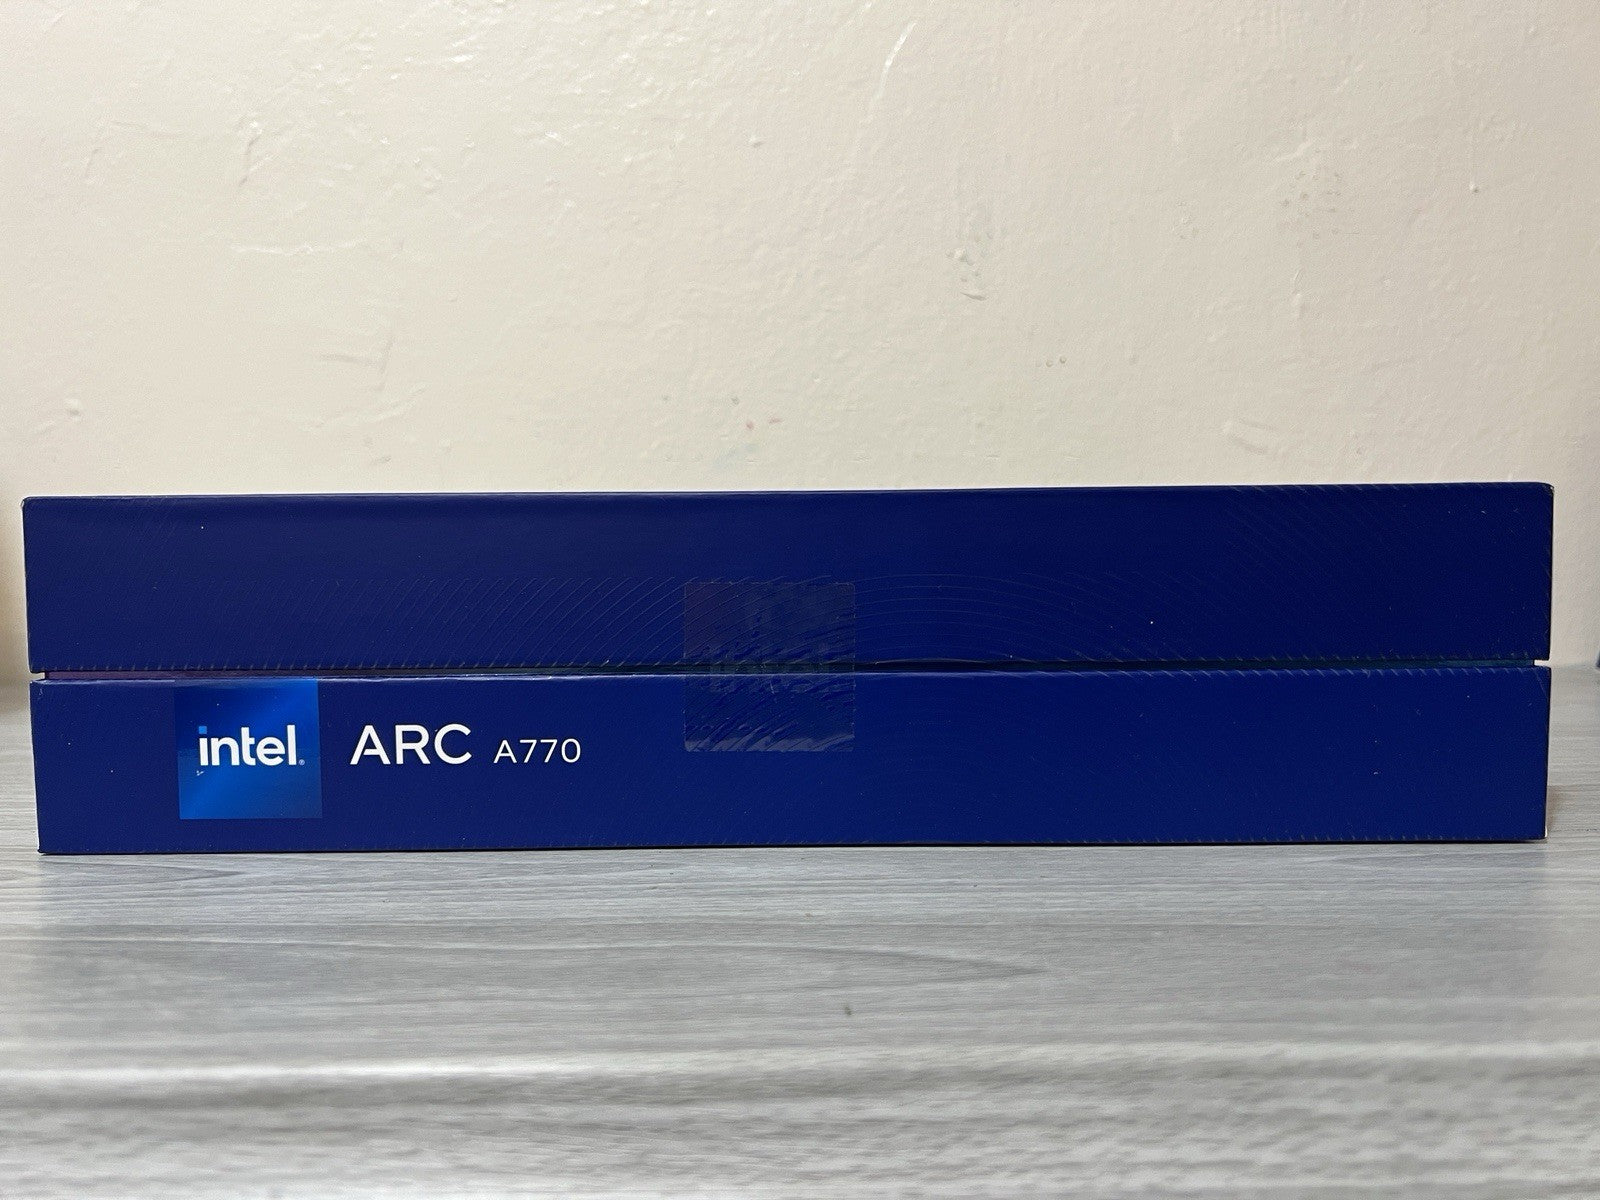 intel. ARC A770